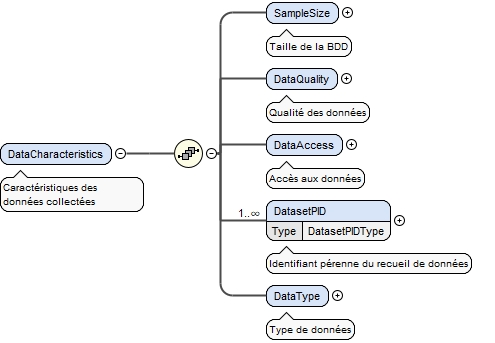 SampleSize
Taille de la BDD
DataQuality
Qualité des données
DataAccess
Accès aux données
DataCharacteristics
Caractéristiques des
données collectées
1..∞
DatasetPID
Type DatasetPIDType
Identifiant pérenne du recueil de données
DataType
Type de données